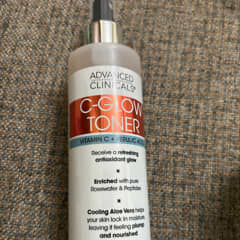 ADVANCED
CLINICALS®
C-GLOW
TONER
VITAMIN C + FERULIC ACID
Receive a refreshing
antioxidant glow
Enriched with pure
Rosewater & Peptides
Cooling Aloe Vera helps
your skin lock in moisture
leaving it feeling plump
and nourished